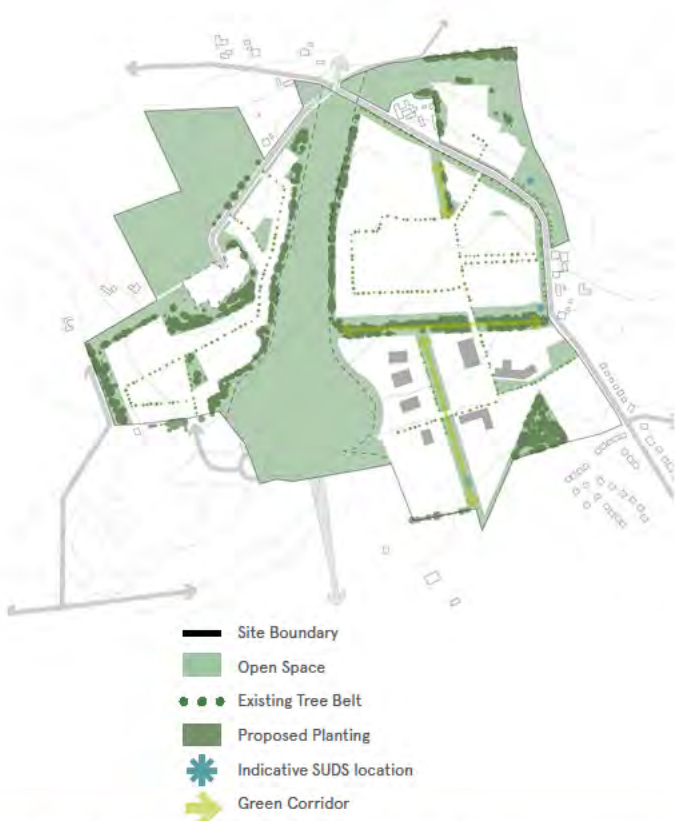 Site Boundary
Open Space
Existing Tree Belt
Proposed Planting
Indicative SUDS location
Green Corridor